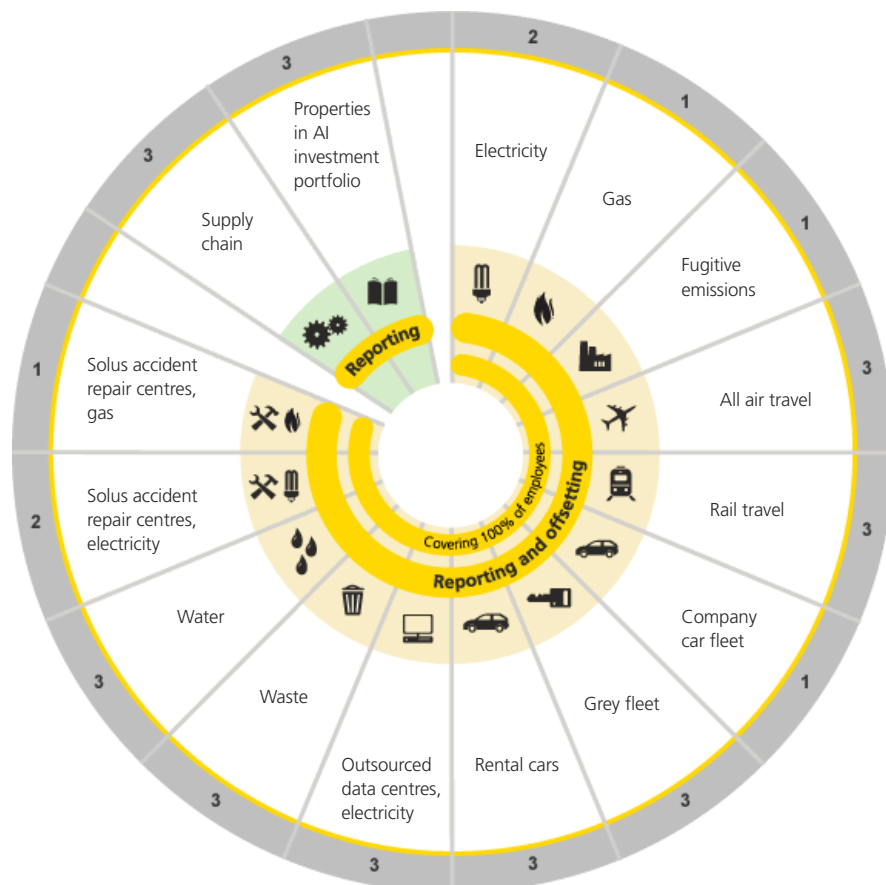 2
Electricity
1
Gas
1
Fugitive
emissions
3
All air travel
3
Rail travel
1
Company
car fleet
3
Grey fleet
3
Rental cars
3
Outsourced
data centres,
electricity
3
Waste
3
Water
2
Solus accident
repair centres,
electricity
1
Solus accident
repair centres,
gas
3
Supply
chain
3
Properties
in AI
investment
portfolio
Reporting
Covering 100% of employees
Reporting and offsetting